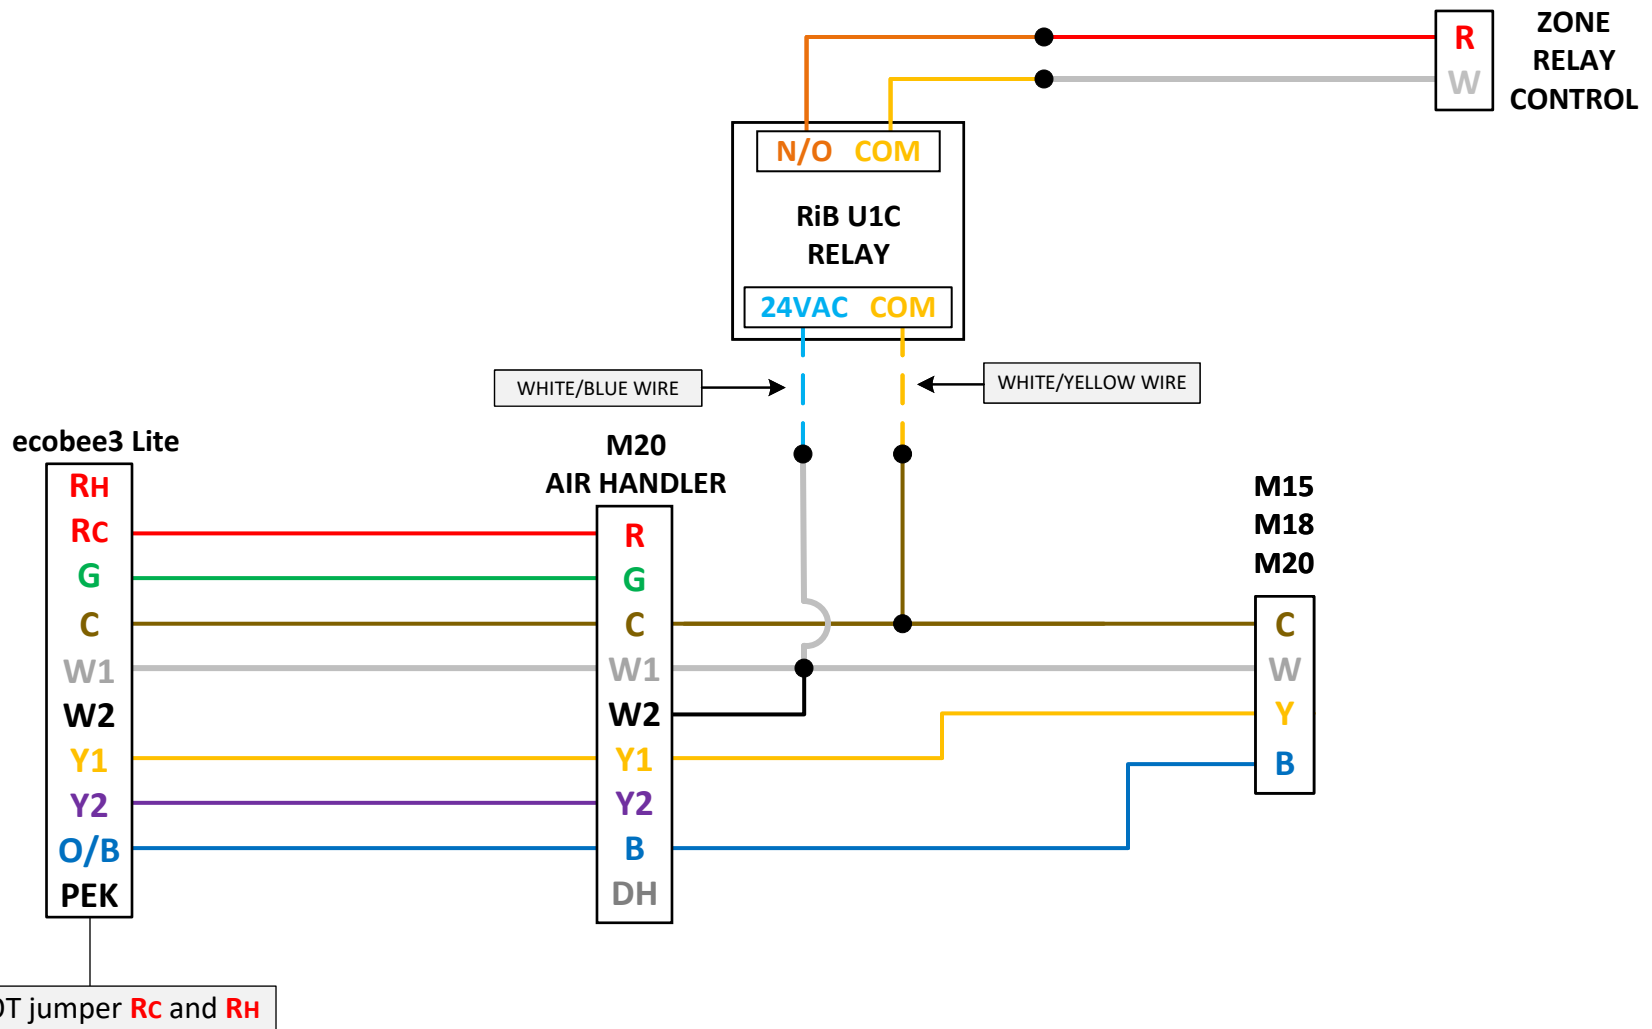 ZONE
RELAY
CONTROL
R
W
N/O COM
RiB U1C
RELAY
24VAC COM
WHITE/BLUE WIRE
WHITE/YELLOW WIRE
ecobee3 Lite
RH
RC
G
C
W1
W2
Y1
Y2
O/B
PEK
M20
AIR HANDLER
R
G
C
W1
W2
Y1
Y2
B
DH
M15
M18
M20
C
W
Y
B
jumper RC and RH